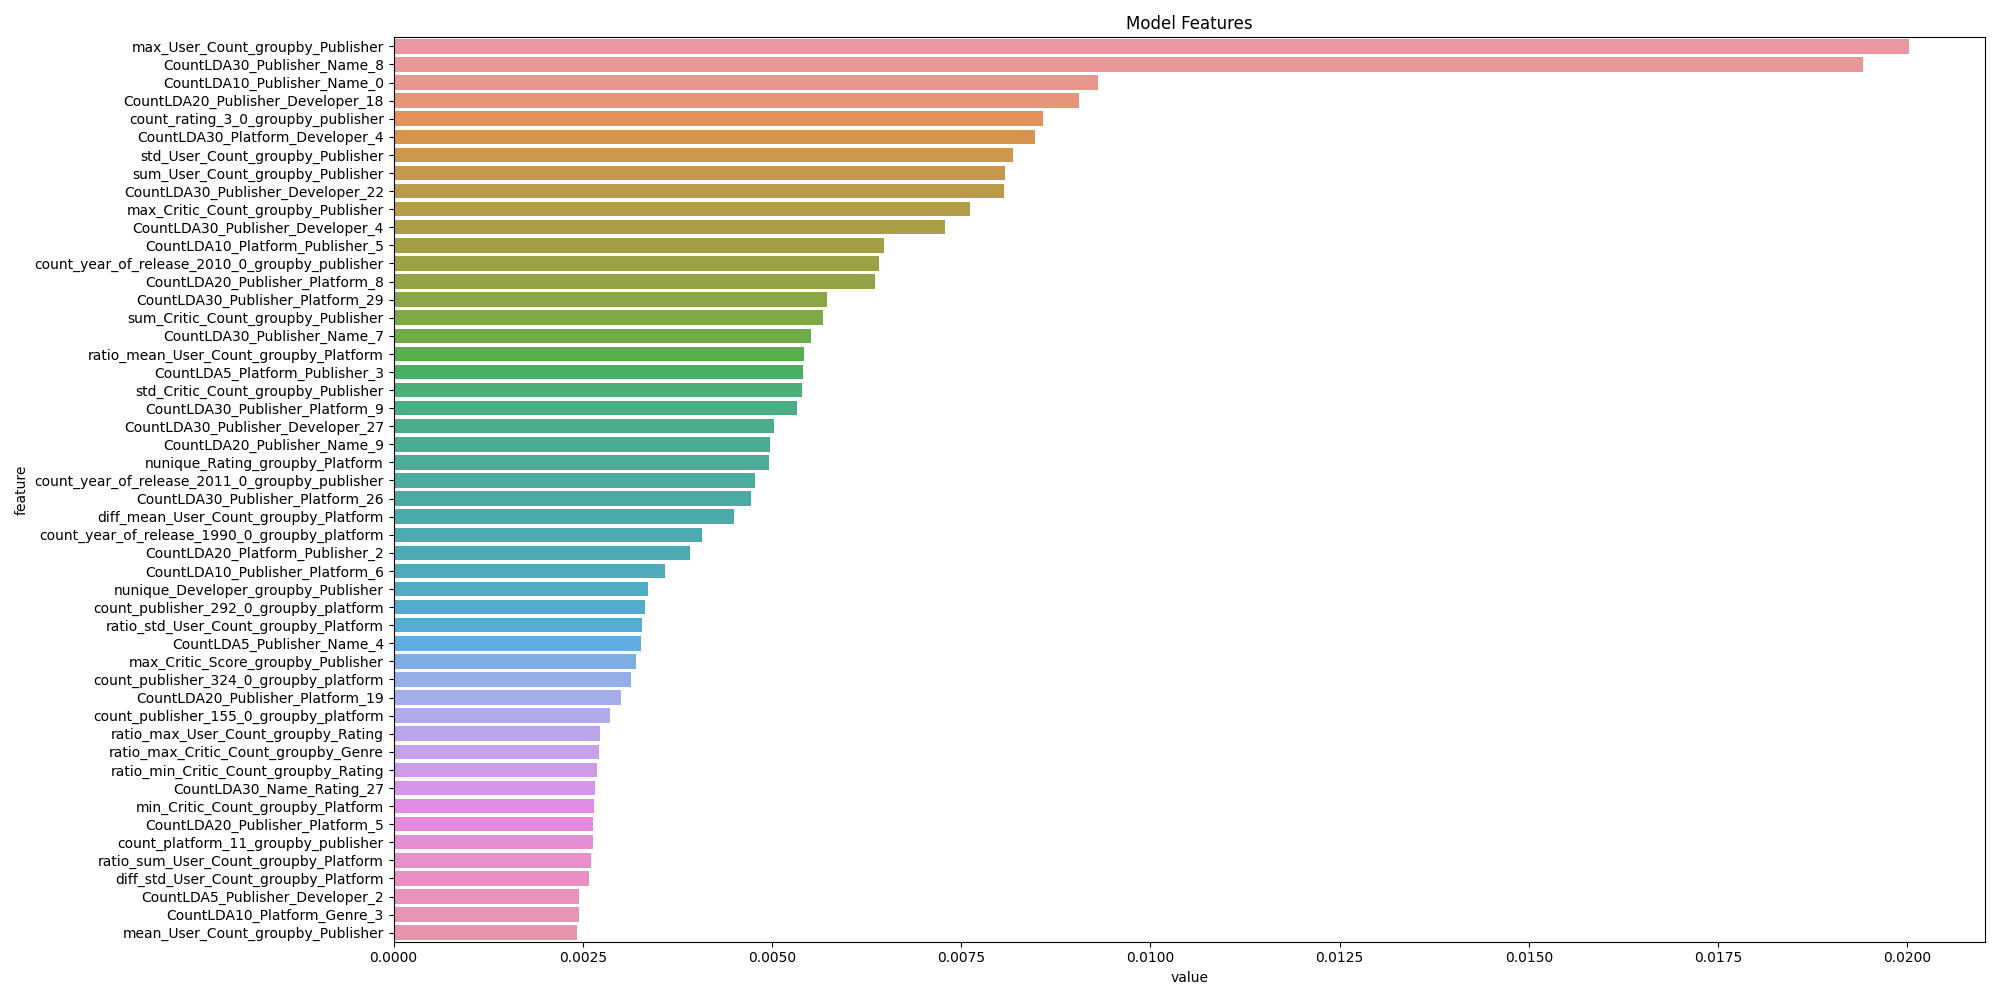 Model Features
max_User_Count_groupby_Publisher
CountLDA30_Publisher_Name_8
CountLDA10_Publisher_Name_0
CountLDA20_Publisher_Developer_18
count_rating_3_0_groupby_publisher
CountLDA30_Platform_Developer_4
std_User_Count_groupby_Publisher
sum_User_Count_groupby_Publisher
CountLDA30_Publisher_Developer_22
max_Critic_Count_groupby_Publisher
CountLDA30_Publisher_Developer_4
CountLDA10_Platform_Publisher_5
count_year_of_release_2010_0_groupby_publisher
CountLDA20_Publisher_Platform_8
CountLDA30_Publisher_Platform_29
sum_Critic_Count_groupby_Publisher
CountLDA30_Publisher_Name_7
ratio_mean_User_Count_groupby_Platform
CountLDA5_Platform_Publisher_3
std_Critic_Count_groupby_Publisher
CountLDA30_Publisher_Platform_9
CountLDA30_Publisher_Developer_27
CountLDA20_Publisher_Name_9
nunique_Rating_groupby_Platform
count_year_of_release_2011_0_groupby_publisher
CountLDA30_Publisher_Platform_26
diff_mean_User_Count_groupby_Platform
count_year_of_release_1990_0_groupby_platform
CountLDA20_Platform_Publisher_2
CountLDA10_Publisher_Platform_6
nunique_Developer_groupby_Publisher
count_publisher_292_0_groupby_platform
ratio_std_User_Count_groupby_Platform
CountLDA5_Publisher_Name_4
max_Critic_Score_groupby_Publisher
count_publisher_324_0_groupby_platform
CountLDA20_Publisher_Platform_19
count_publisher_155_0_groupby_platform
ratio_max_User_Count_groupby_Rating
ratio_max_Critic_Count_groupby_Genre
ratio_min_Critic_Count_groupby_Rating
CountLDA30_Name_Rating_27
min_Critic_Count_groupby_Platform
CountLDA20_Publisher_Platform_5
count_platform_11_groupby_publisher
ratio_sum_User_Count_groupby_Platform
diff_std_User_Count_groupby_Platform
CountLDA5_Publisher_Developer_2
CountLDA10_Platform_Genre_3
mean_User_Count_groupby_Publisher
feature
0.0000 0.0025 0.0050 0.0075 0.0100 0.0125 0.0150 0.0175 0.0200
value